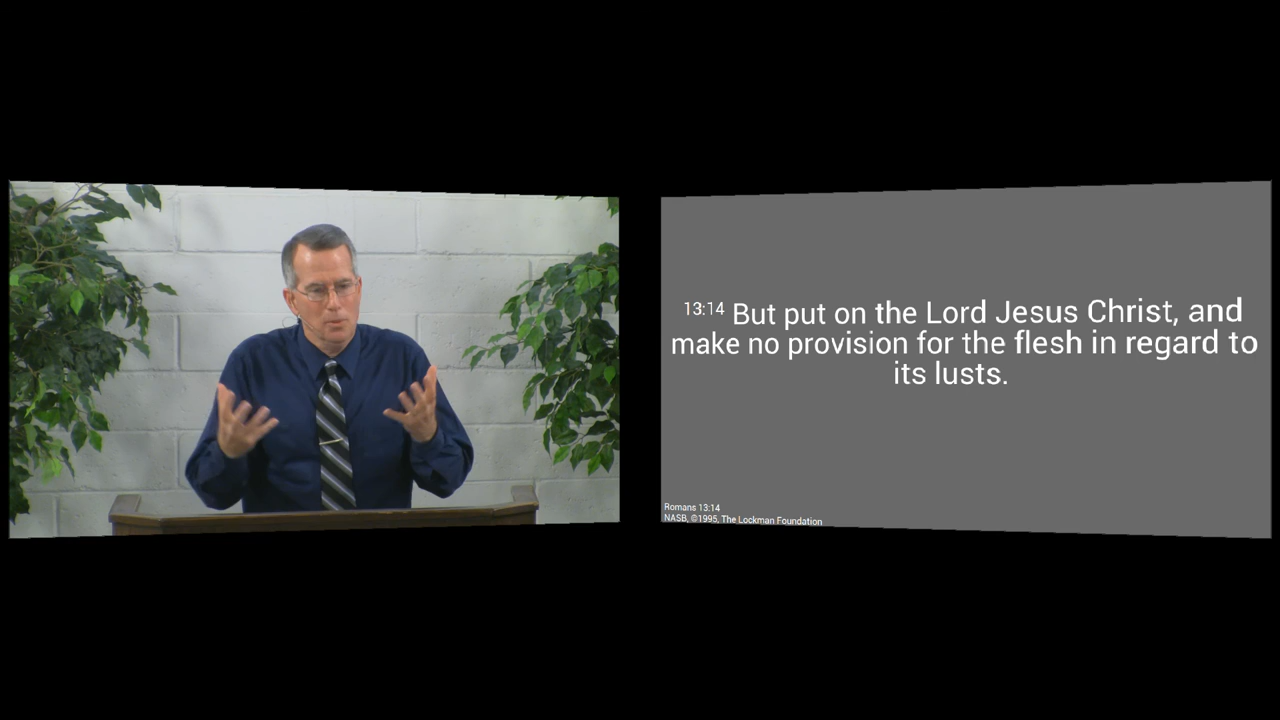 13:14 But put on the Lord Jesus Christ, and
make no provision for the flesh in regard to
its lusts.
Romans 13:14
NASB, ©1995, The Lockman Foundation